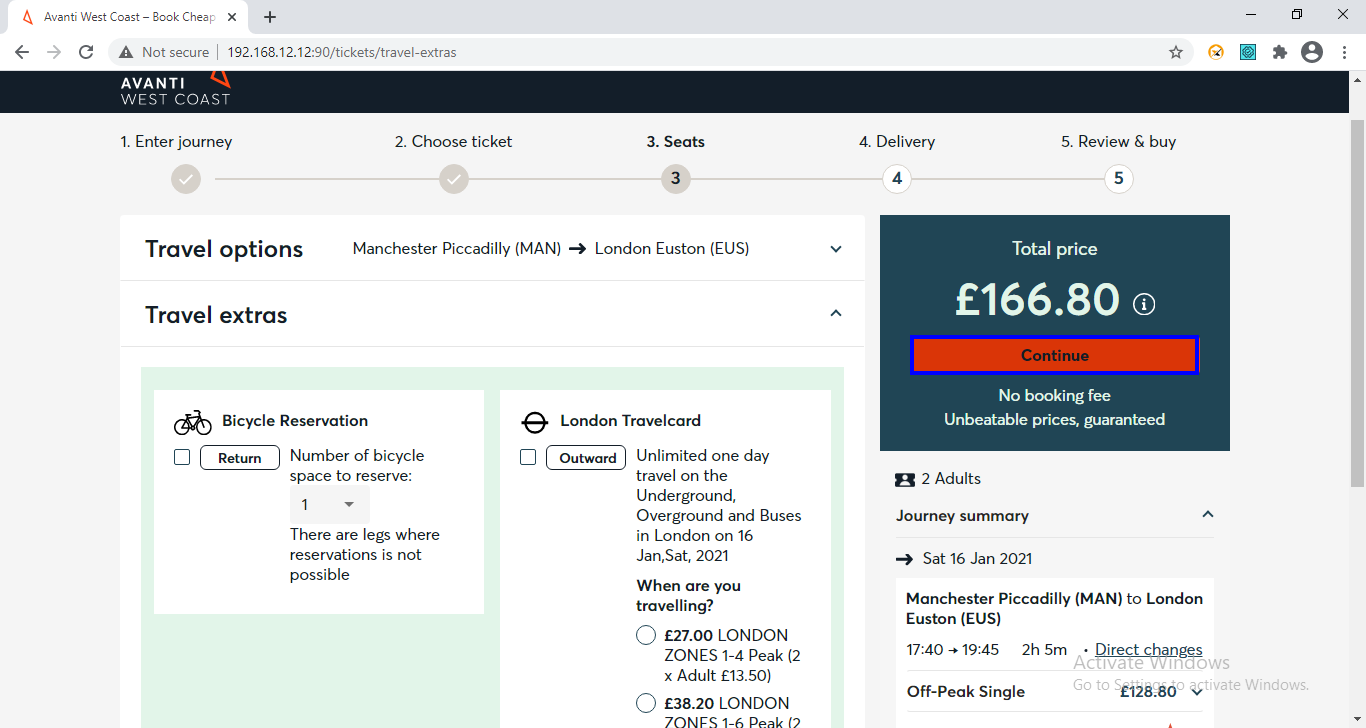 Avanti West Coast – Book Cheap
Not secure
192.168.12.12:90/tickets/travel-extras
AVANTI
WEST COAST
1. Enter journey
2. Choose ticket
3. Seats
4. Delivery
5. Review & buy
3
4
5
Travel options
Manchester Piccadilly (MAN) → London Euston (EUS)
Travel extras
Bicycle Reservation
Return
Number of bicycle
space to reserve:
1
There are legs where
reservations is not
possible
London Travelcard
Outward
Unlimited one day
travel on the
Underground,
Overground and Buses
in London on 16
Jan,Sat, 2021
When are you
travelling?
£27.00 LONDON
ZONES 1-4 Peak (2
x Adult £13.50)
£38.20 LONDON
ZONES 1-6 Peak (2
Total price
£166.80
Continue
No booking fee
Unbeatable prices, guaranteed
2 Adults
Journey summary
→ Sat 16 Jan 2021
Manchester Piccadilly (MAN) to London
Euston (EUS)
17:40 → 19:45 2h 5m · Direct changes
Off-Peak Single £128.80
Activate Windows
Go to Settings to activate Windows.